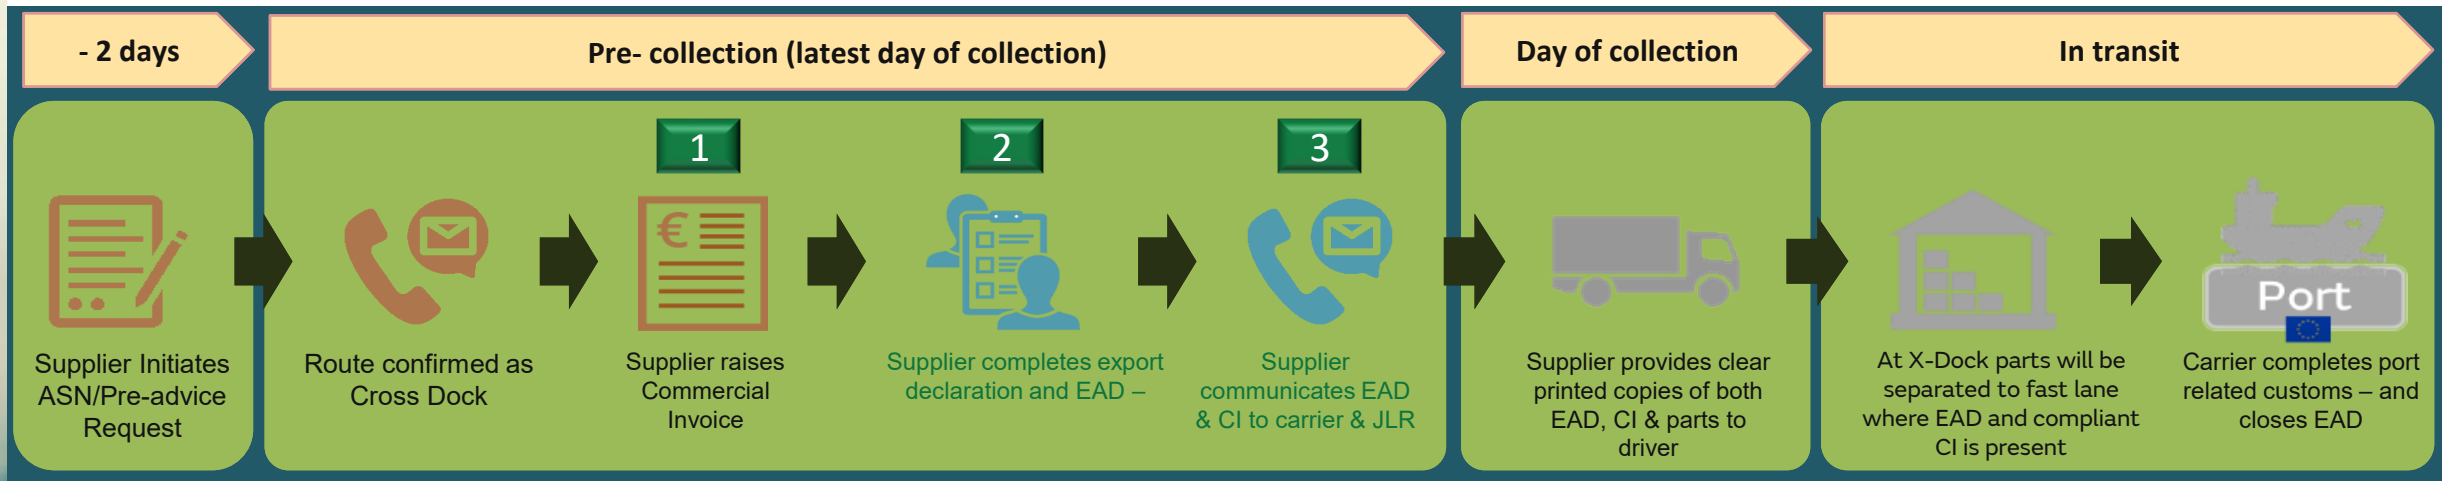 - 2 days
Pre- collection (latest day of collection)
Day of collection
In transit
Supplier Initiates
ASN/Pre-advice
Request
Route confirmed as
Cross Dock
1
€
Supplier raises
Commercial
Invoice
2
Supplier completes export
declaration and EAD –
3
Supplier
communicates EAD
& CI to carrier & JLR
Supplier provides clear
printed copies of both
EAD, CI & parts to
driver
At X-Dock parts will be
separated to fast lane
where EAD and compliant
CI is present
Port
Carrier completes port
related customs – and
closes EAD